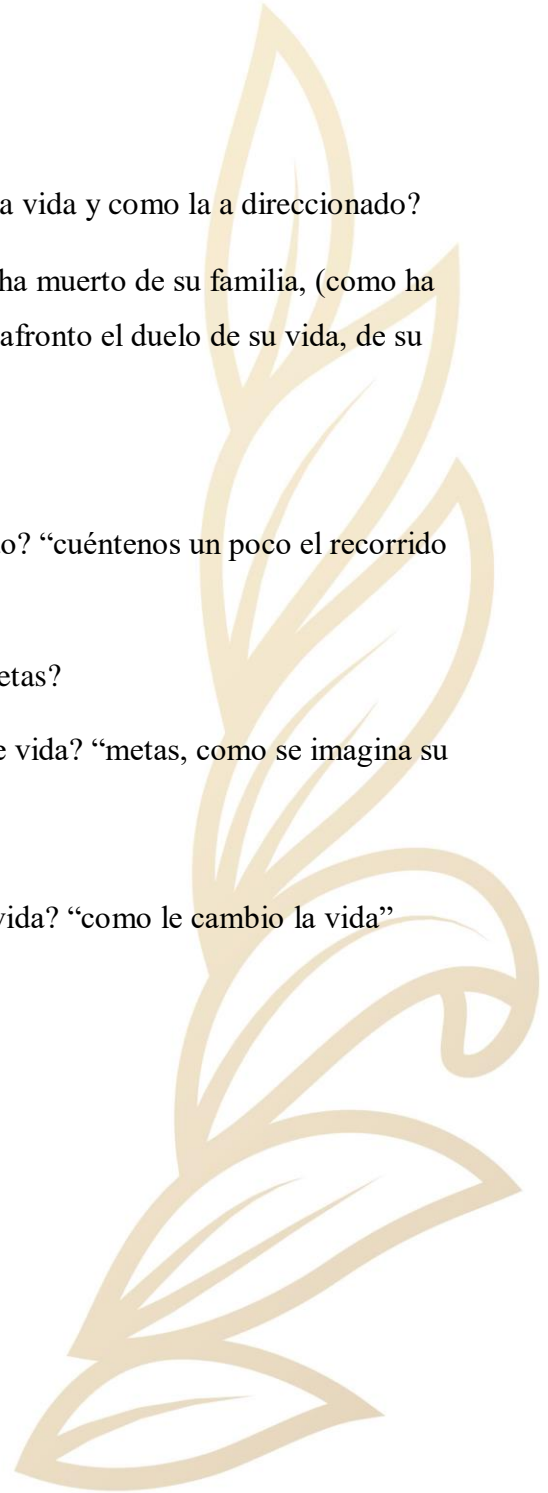 a vida y como la a direccionado?
ha muerto de su familia, (como ha
afronto el duelo de su vida, de su
o? “cuéntenos un poco el recorrido
etas?
e vida? “metas, como se imagina su
vida? “como le cambio la vida”